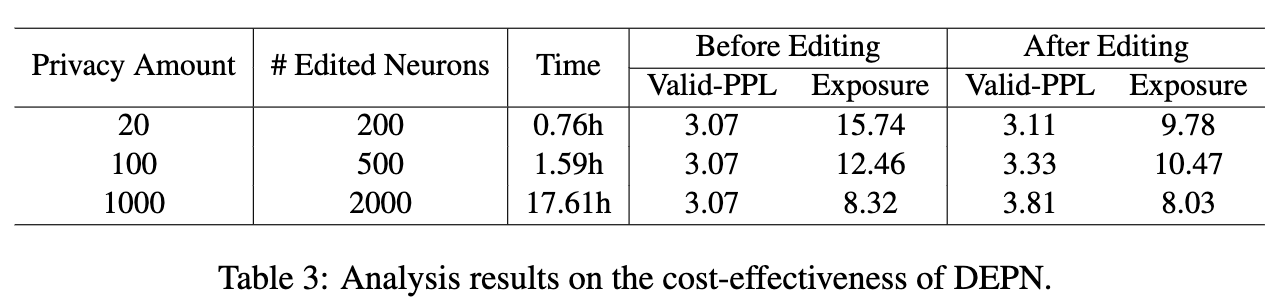 Privacy Amount # Edited Neurons Time Before Editing After Editing
Valid-PPL Exposure Valid-PPL Exposure
20 200 0.76h 3.07 15.74 3.11 9.78
100 500 1.59h 3.07 12.46 3.33 10.47
1000 2000 17.61h 3.07 8.32 3.81 8.03
Table 3: Analysis results on the cost-effectiveness of DEPN.